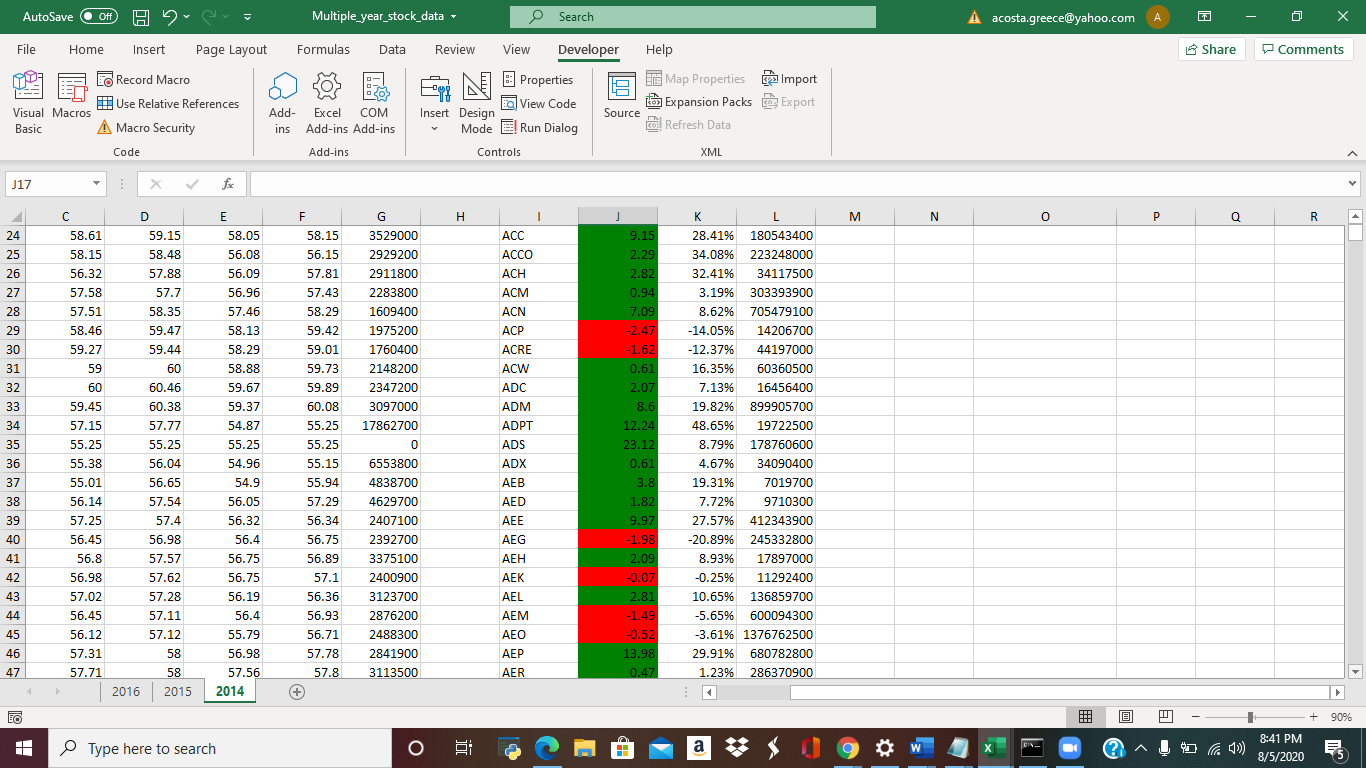 AutoSave Off Multiple_year_stock_data Search acosta.greece@yahoo.com A
File Home Insert Page Layout Formulas Data Review View Developer Help Share Comments
Visual Basic Macros Record Macro Use Relative References Macro Security Code
Add-ins Excel Add-ins COM Add-ins Add-ins
Insert Design Mode Properties View Code Run Dialog Controls
Source Map Properties Expansion Packs Refresh Data Import Export XML
J17 fx
C D E F G H I J K L M N O P Q R
24 58.61 59.15 58.05 58.15 3529000 ACC 9.15 28.41% 180543400
25 58.15 58.48 56.08 56.15 2929200 ACCO 2.29 34.08% 223248000
26 56.32 57.88 56.09 57.81 2911800 ACH 2.82 32.41% 34117500
27 57.58 57.7 56.96 57.43 2283800 ACM 0.94 3.19% 303393900
28 57.51 58.35 57.46 58.29 1609400 ACN 7.09 8.62% 705479100
29 58.46 59.47 58.13 59.42 1975200 ACP -2.47 -14.05% 14206700
30 59.27 59.44 58.29 59.01 1760400 ACRE -1.62 -12.37% 44197000
31 59 60 58.88 59.73 2148200 ACW 0.61 16.35% 60360500
32 60 60.46 59.67 59.89 2347200 ADC 2.07 7.13% 16456400
33 59.45 60.38 59.37 60.08 3097000 ADM 8.6 19.82% 899905700
34 57.15 57.77 54.87 55.25 17862700 ADPT 12.24 48.65% 19722500
35 55.25 55.25 55.25 55.25 0 ADS 23.12 8.79% 178760600
36 55.38 56.04 54.96 55.15 6553800 ADX 0.61 4.67% 34090400
37 55.01 56.65 54.9 55.94 4838700 AEB 3.8 19.31% 7019700
38 56.14 57.54 56.05 57.29 4629700 AED 1.82 7.72% 9710300
39 57.25 57.4 56.32 56.34 2407100 AEE 9.97 27.57% 412343900
40 56.45 56.98 56.4 56.75 2392700 AEG -1.98 -20.89% 245332800
41 56.8 57.57 56.75 56.89 3375100 AEH 2.09 8.93% 17897000
42 56.98 57.62 56.75 57.1 2400900 AEK -0.07 -0.25% 11292400
43 57.02 57.28 56.19 56.36 3123700 AEL 2.81 10.65% 136859700
44 56.45 57.11 56.4 56.93 2876200 AEM -1.49 -5.65% 600094300
45 56.12 57.12 55.79 56.71 2488300 AEO -0.52 -3.61% 1376762500
46 57.31 58 56.98 57.78 2841900 AEP 13.98 29.91% 680782800
47 57.71 58 57.56 57.8 3113500 AER 0.47 1.23% 286370900
2016 2015 2014
90%
Type here to search 8:41 PM
8/5/2020 5